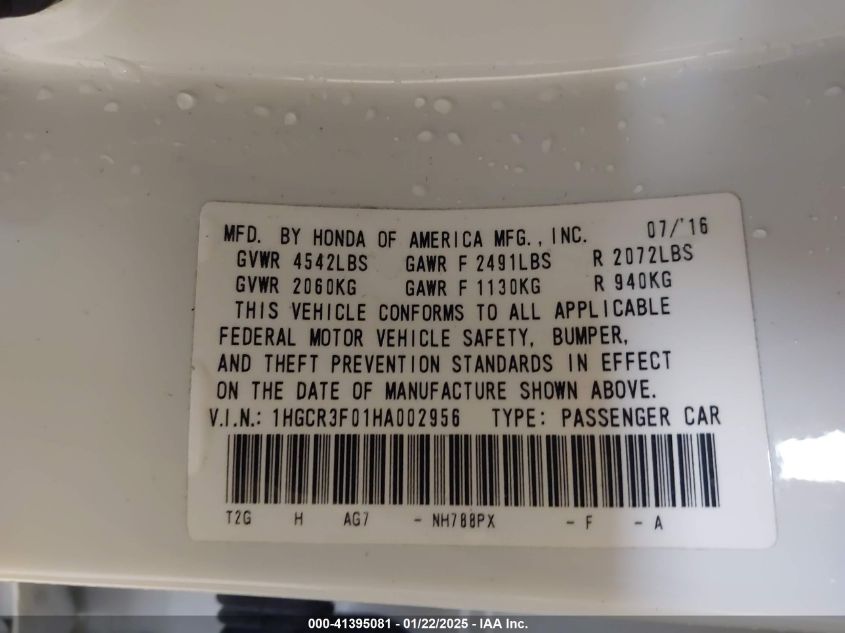 MFD. BY HONDA OF AMERICA MFG., INC. 07/'16
GVWR 4542LBS GAWR F 2491LBS R 2072LBS
GVWR 2060KG GAWR F 1130KG R 940KG
THIS VEHICLE CONFORMS TO ALL APPLICABLE
FEDERAL MOTOR VEHICLE SAFETY, BUMPER,
AND THEFT PREVENTION STANDARDS IN EFFECT
ON THE DATE OF MANUFACTURE SHOWN ABOVE.
V.I.N.: 1HGCR3F01HA002956 TYPE: PASSENGER CAR
T2G H AG7 - NH788PX - F - A
000-41395081 - 01/22/2025 - IAA Inc.